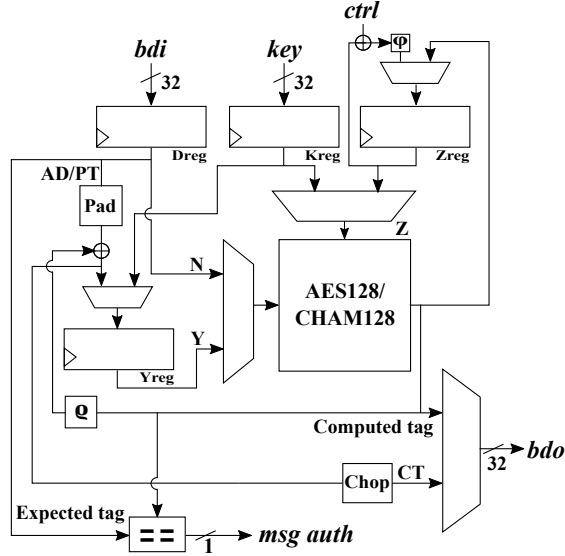 ctrl
bdi
key
φ
32
32
Dreg
Kreg
Zreg
AD/PT
Pad
Z
N
AES128/
CHAM128
Y
Yreg
ϱ
Computed tag
bdo
32
Chop
CT
Expected tag
==
1
msg auth